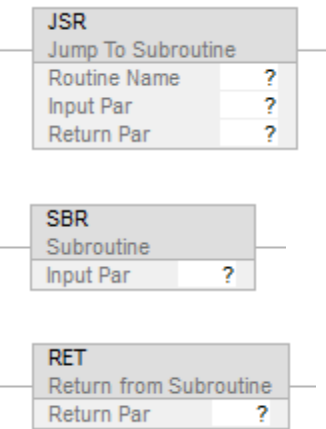 JSR
Jump To Subroutine
Routine Name ?
Input Par ?
Return Par ?
SBR
Subroutine
Input Par ?
RET
Return from Subroutine
Return Par ?